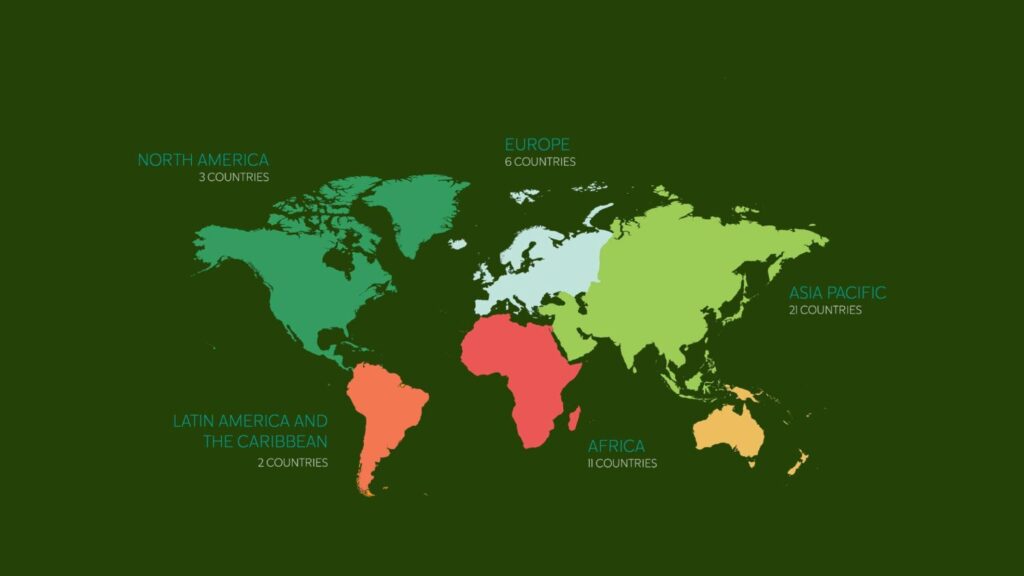 NORTH AMERICA
3 COUNTRIES
EUROPE
6 COUNTRIES
ASIA PACIFIC
21 COUNTRIES
LATIN AMERICA AND
THE CARIBBEAN
2 COUNTRIES
AFRICA
11 COUNTRIES